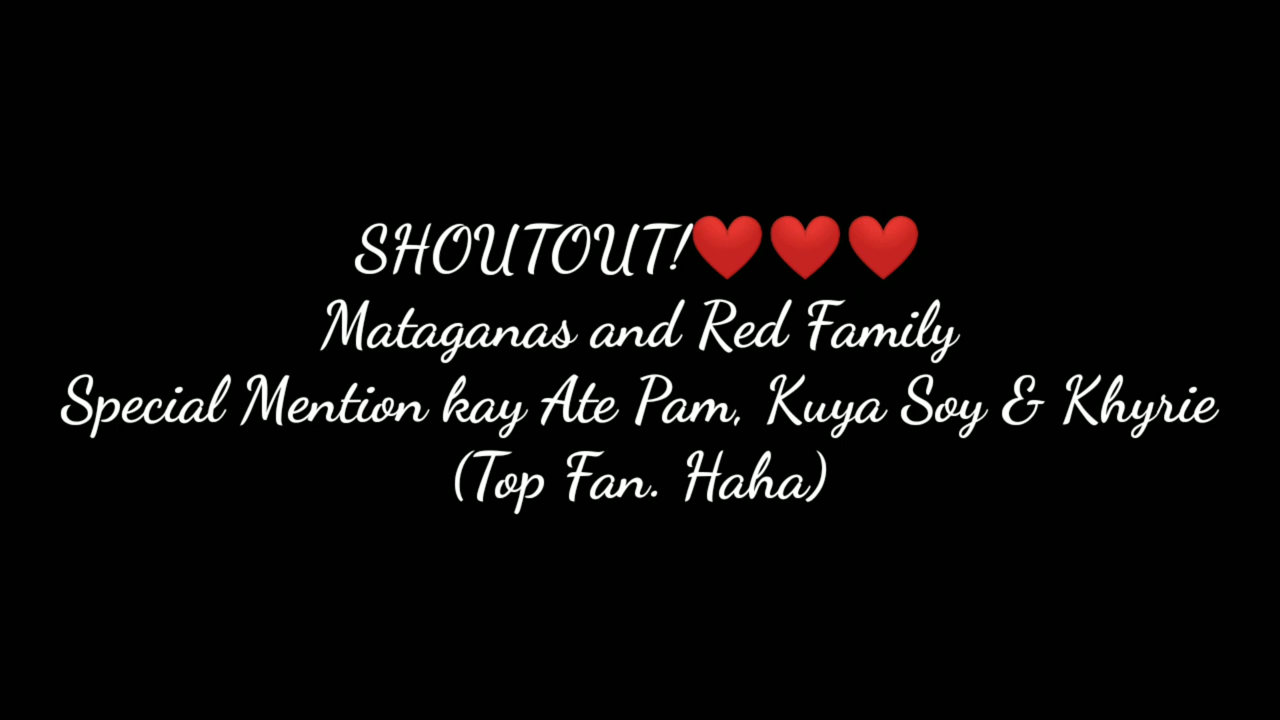 SHOUTOUT!❤️❤️❤️
Mataganas and Red Family
Special Mention kay Ate Pam, Kuya Soy & Khyrie
(Top Fan. Haha)